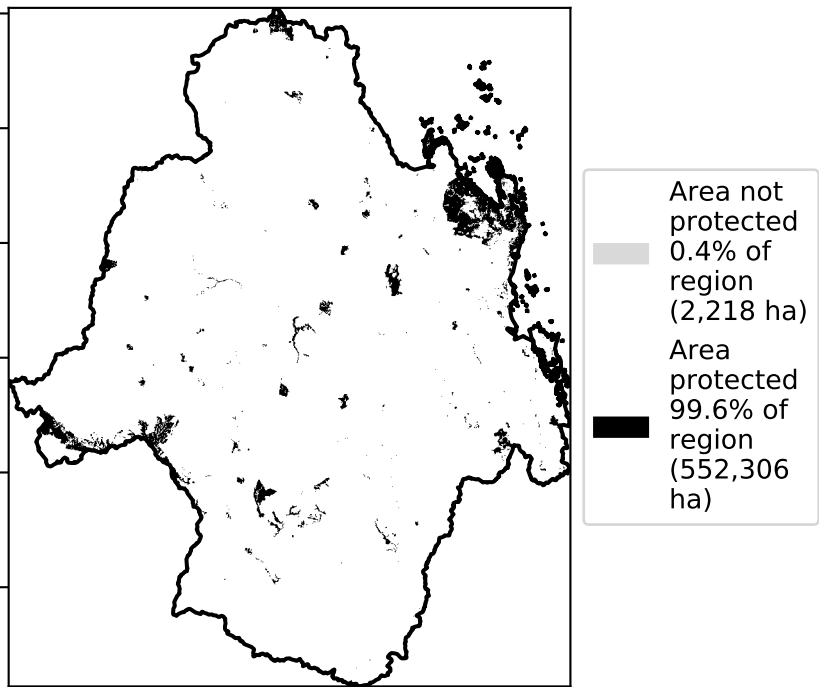 Area not
protected
0.4% of
region
(2,218 ha)
Area
protected
99.6% of
region
(552,306
ha)